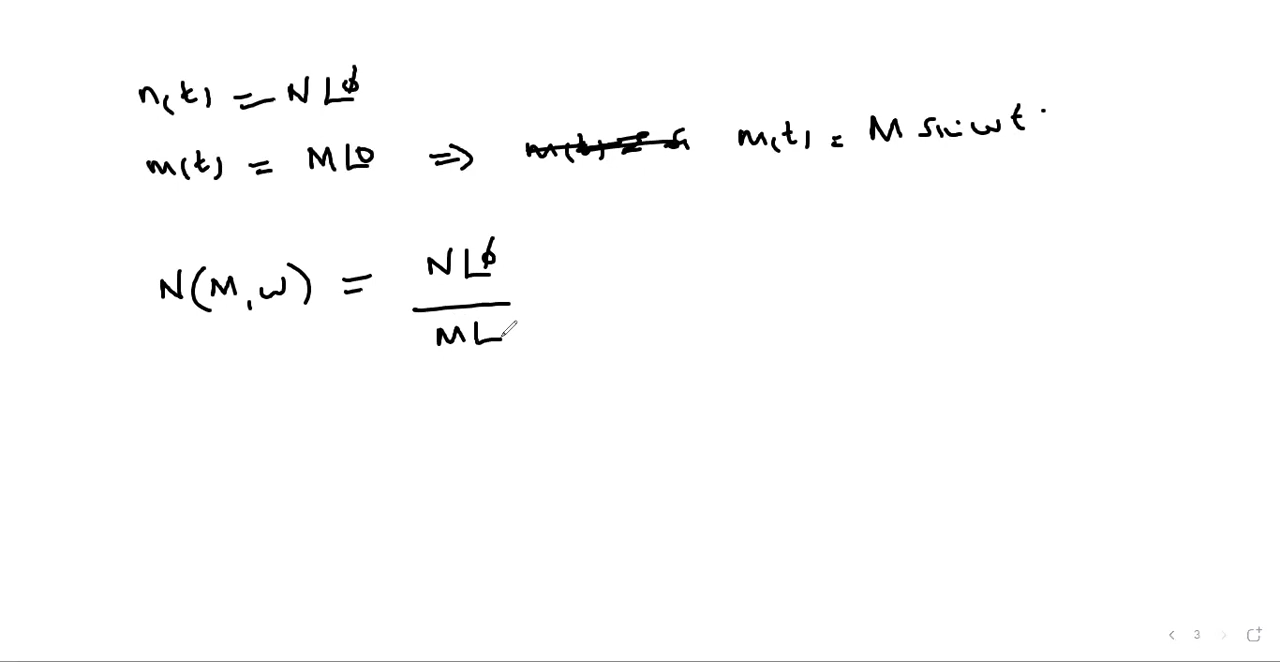 n(t) = N∠ϕ
m(t) = M∠0 ⇒ m(t) = M sin ωt.
N(M,ω) = N∠ϕ / M∠
3